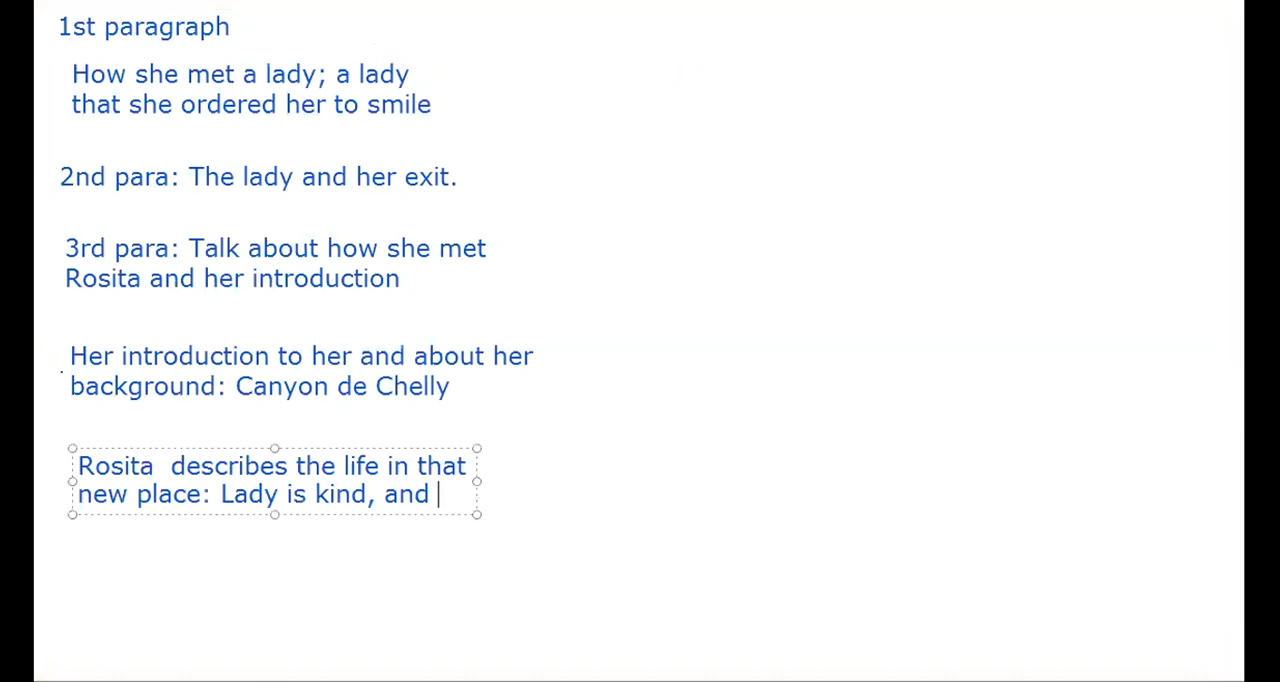 1st paragraph
How she met a lady; a lady
that she ordered her to smile
2nd para: The lady and her exit.
3rd para: Talk about how she met
Rosita and her introduction
Her introduction to her and about her
background: Canyon de Chelly
Rosita  describes the life in that
new place: Lady is kind, and